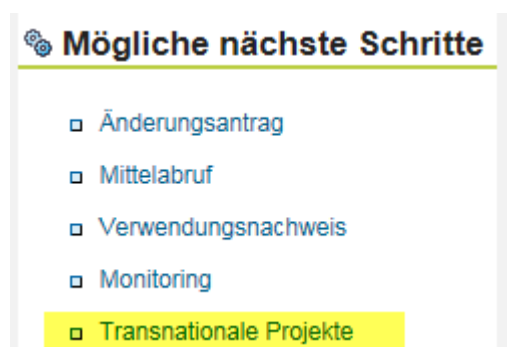 Mögliche nächste Schritte
Änderungsantrag
Mittelabruf
Verwendungsnachweis
Monitoring
Transnationale Projekte